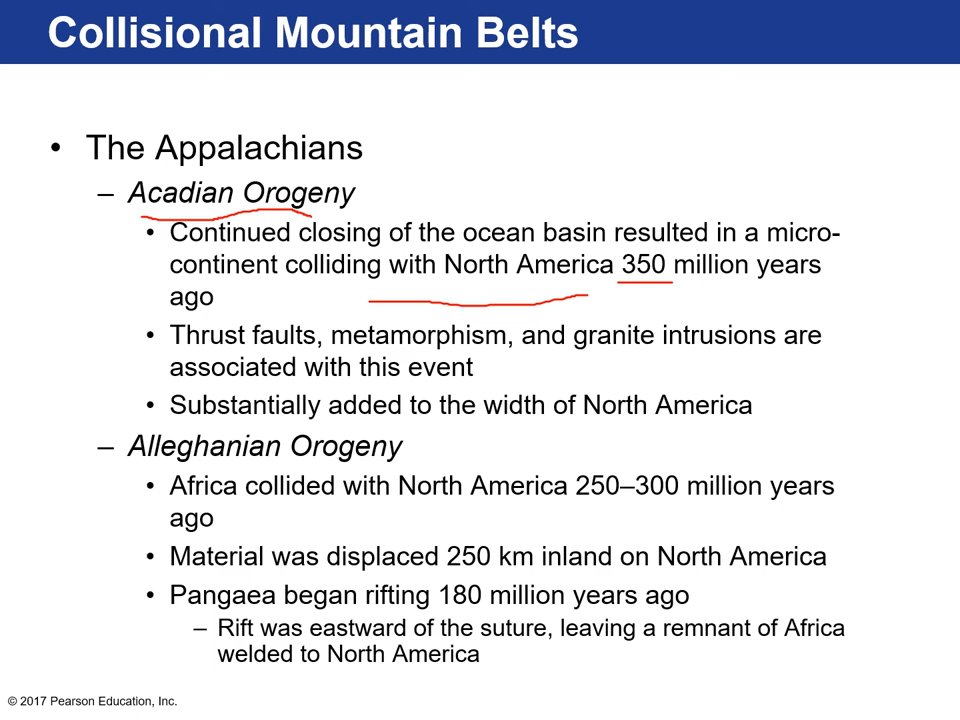 Collisional Mountain Belts
• The Appalachians
– Acadian Orogeny
• Continued closing of the ocean basin resulted in a micro-
continent colliding with North America 350 million years
ago
• Thrust faults, metamorphism, and granite intrusions are
associated with this event
• Substantially added to the width of North America
– Alleghanian Orogeny
• Africa collided with North America 250–300 million years
ago
• Material was displaced 250 km inland on North America
• Pangaea began rifting 180 million years ago
– Rift was eastward of the suture, leaving a remnant of Africa
welded to North America
© 2017 Pearson Education, Inc.